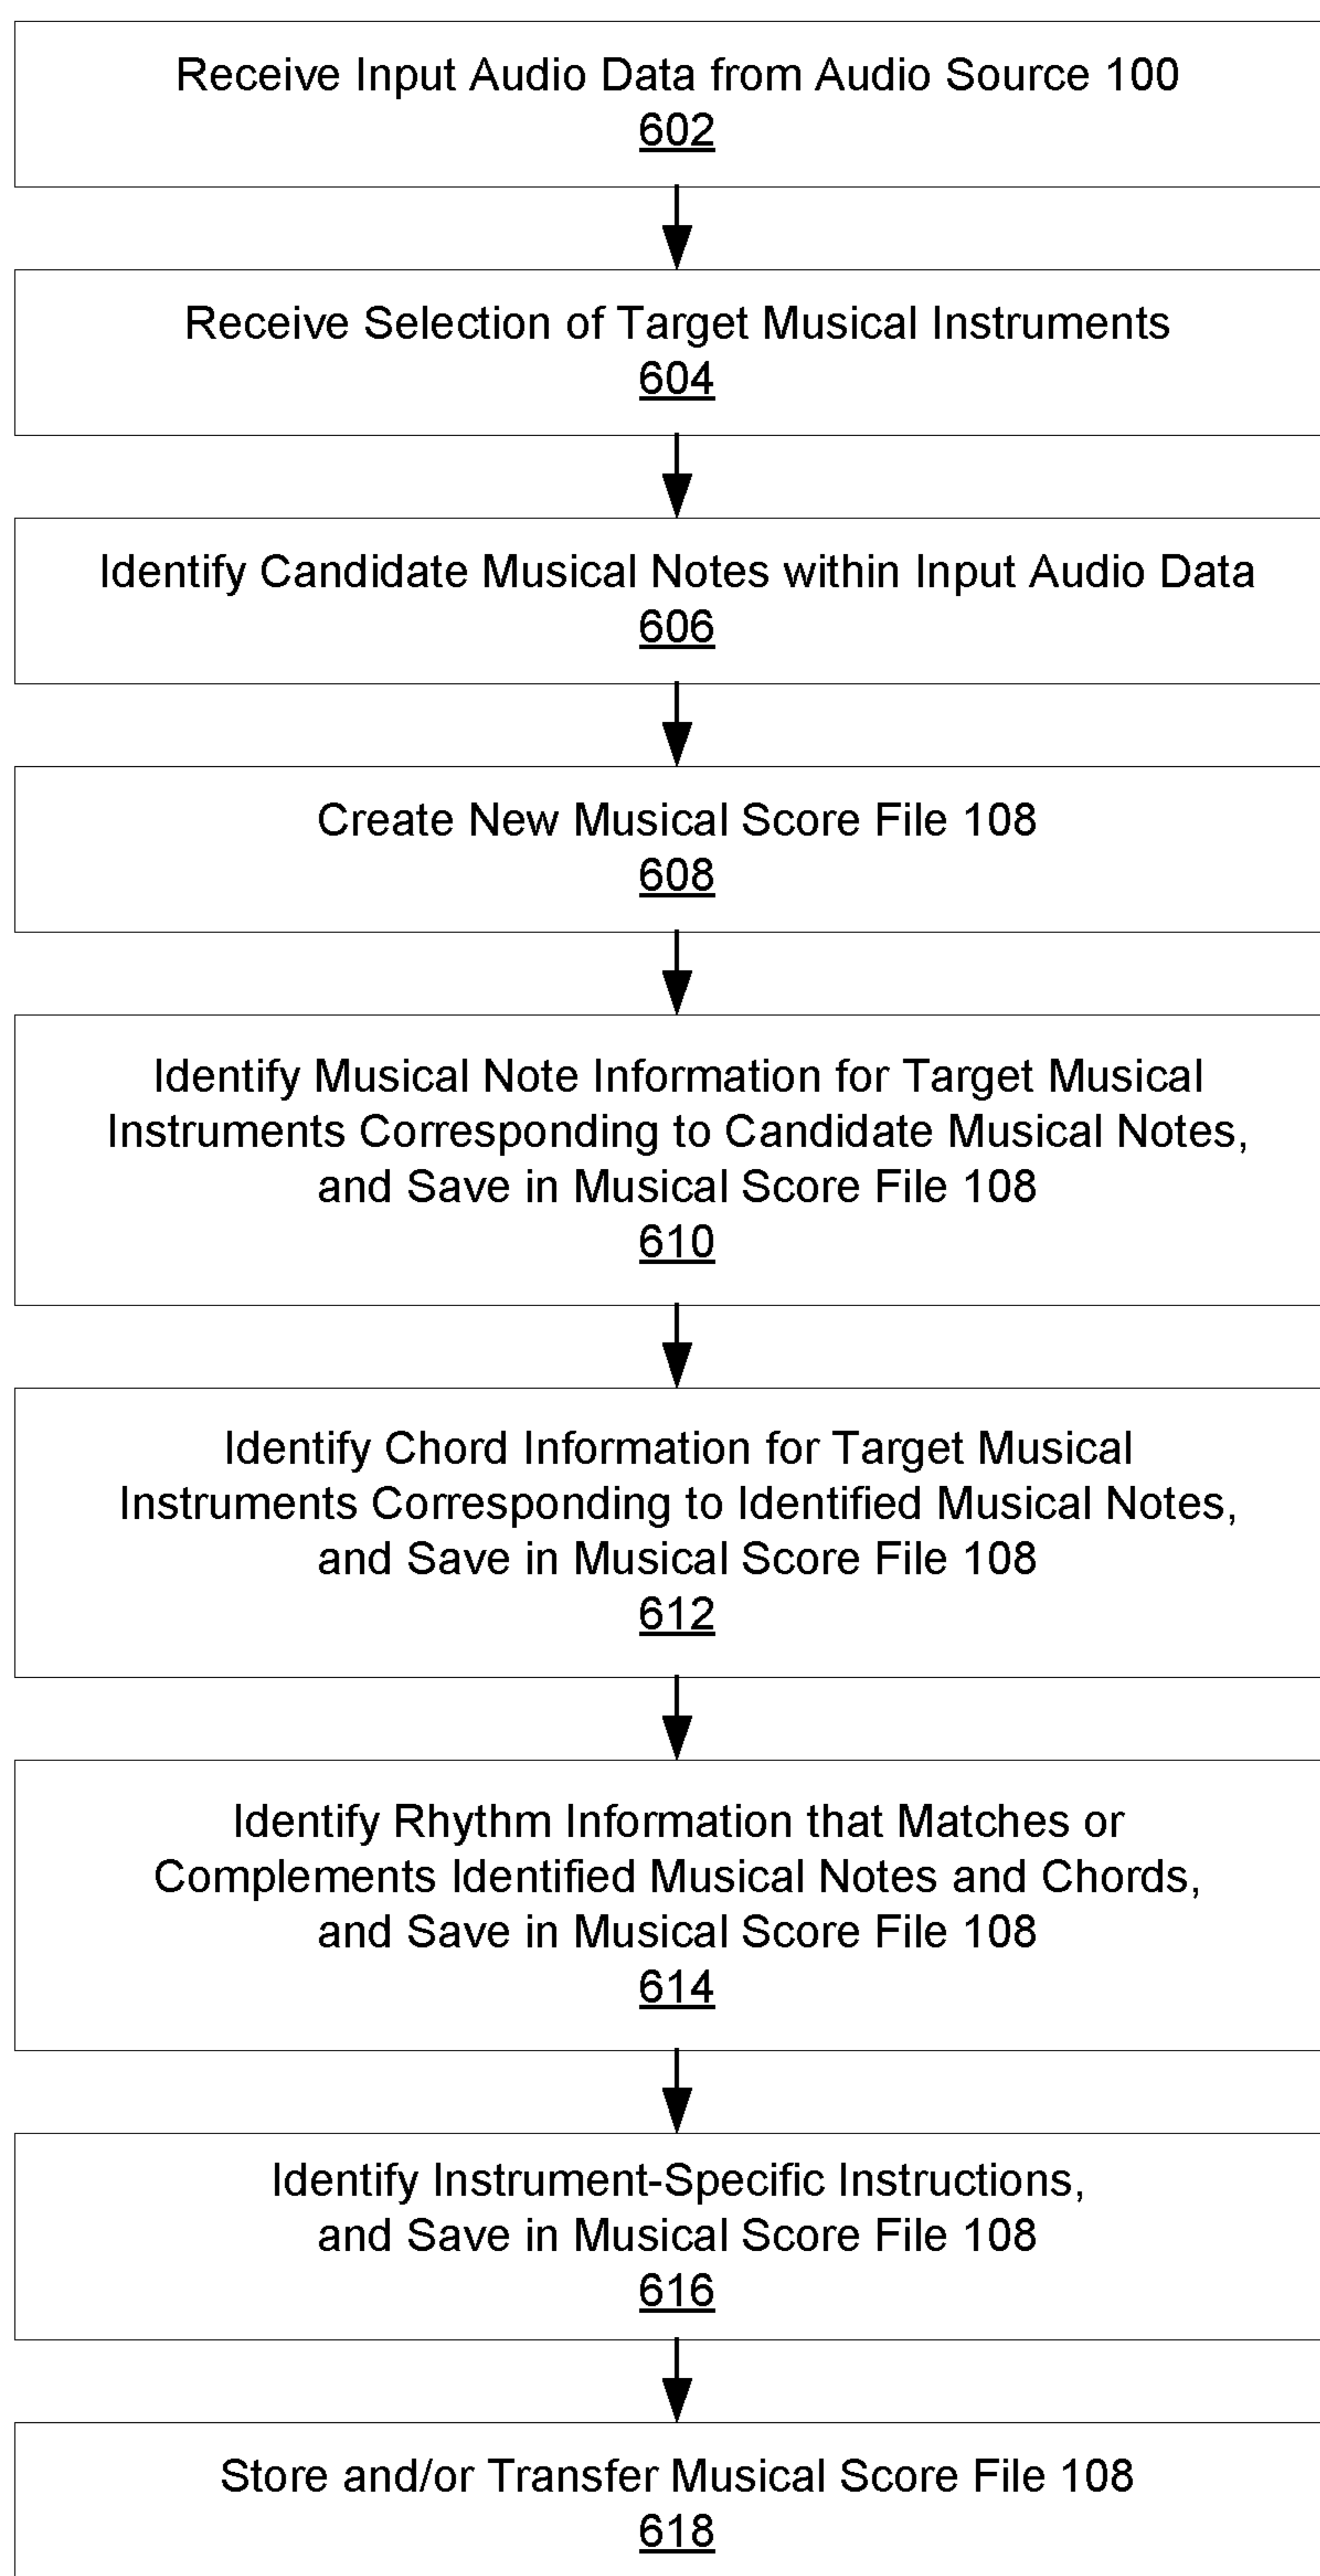 Receive Input Audio Data from Audio Source 100
602
Receive Selection of Target Musical Instruments
604
Identify Candidate Musical Notes within Input Audio Data
606
Create New Musical Score File 108
608
Identify Musical Note Information for Target Musical
Instruments Corresponding to Candidate Musical Notes,
and Save in Musical Score File 108
610
Identify Chord Information for Target Musical
Instruments Corresponding to Identified Musical Notes,
and Save in Musical Score File 108
612
Identify Rhythm Information that Matches or
Complements Identified Musical Notes and Chords,
and Save in Musical Score File 108
614
Identify Instrument-Specific Instructions,
and Save in Musical Score File 108
616
Store and/or Transfer Musical Score File 108
618